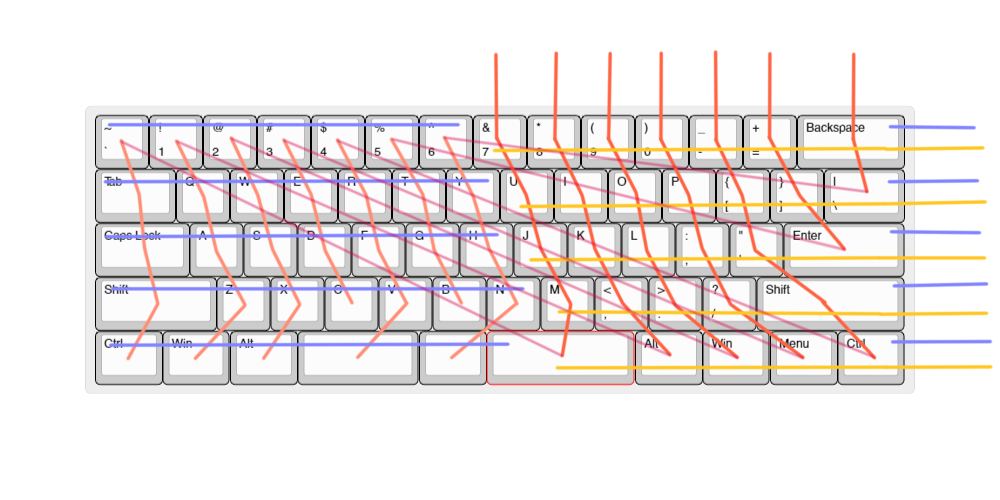 ~ ! @ # $ % ^ & * ( ) _ + Backspace
` 1 2 3 4 5 6 7 8 9 0 - =
Tab Q W E R T Y U I O P { } |
[ ] \
Caps Lock A S D F G H J K L : " Enter
; '
Shift Z X C V B N M < > ? Shift
, . /
Ctrl Win Alt Alt Win Menu Ctrl